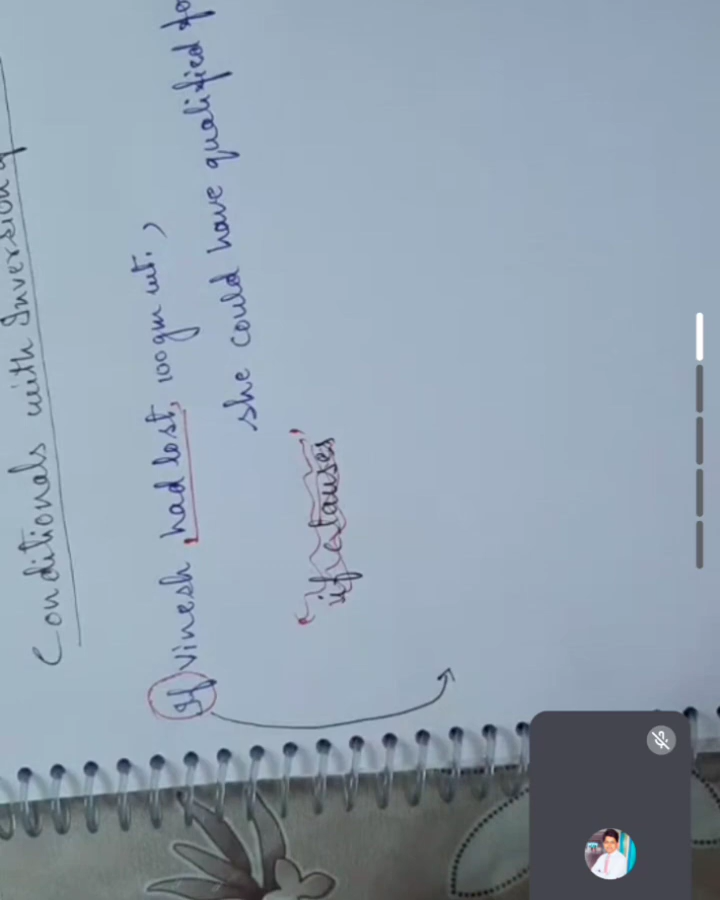 Conditionals with Inversion
If Vinesh had lost, 100gm wt.,
she could have qualified
"if clauses"